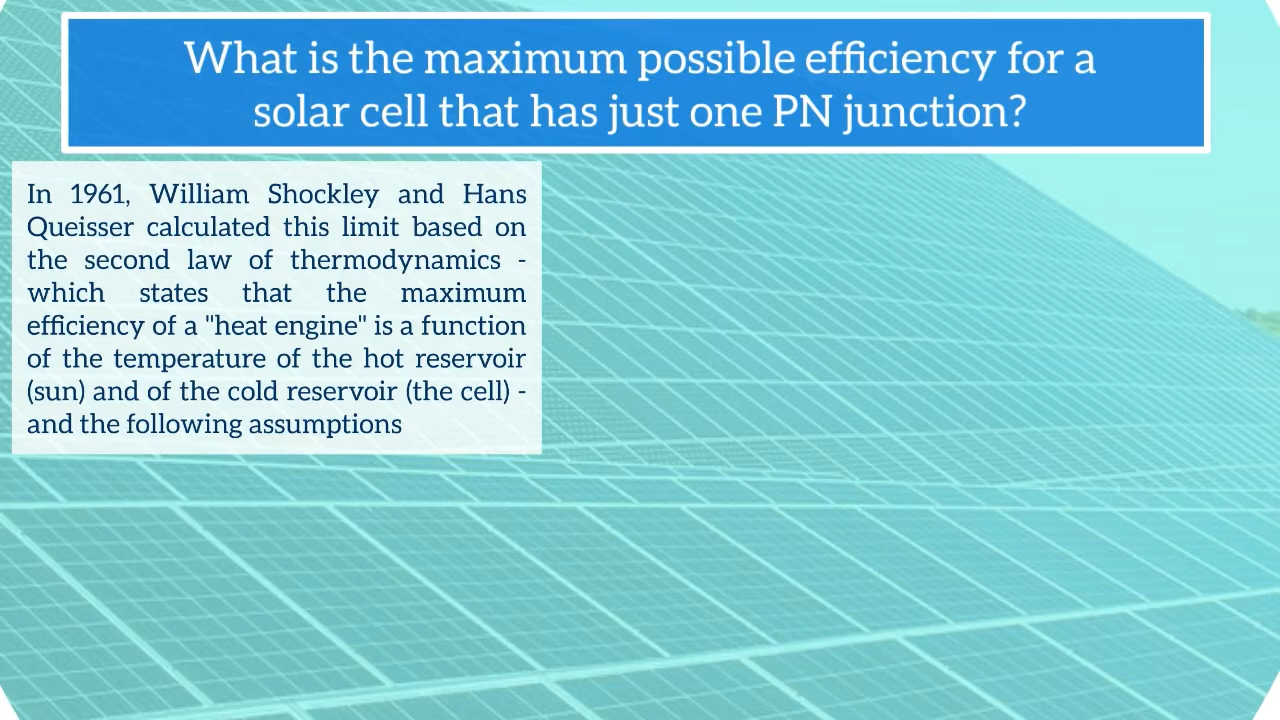 What is the maximum possible efficiency for a
solar cell that has just one PN junction?
In 1961, William Shockley and Hans
Queisser calculated this limit based on
the second law of thermodynamics -
which states that the maximum
efficiency of a "heat engine" is a function
of the temperature of the hot reservoir
(sun) and of the cold reservoir (the cell) -
and the following assumptions